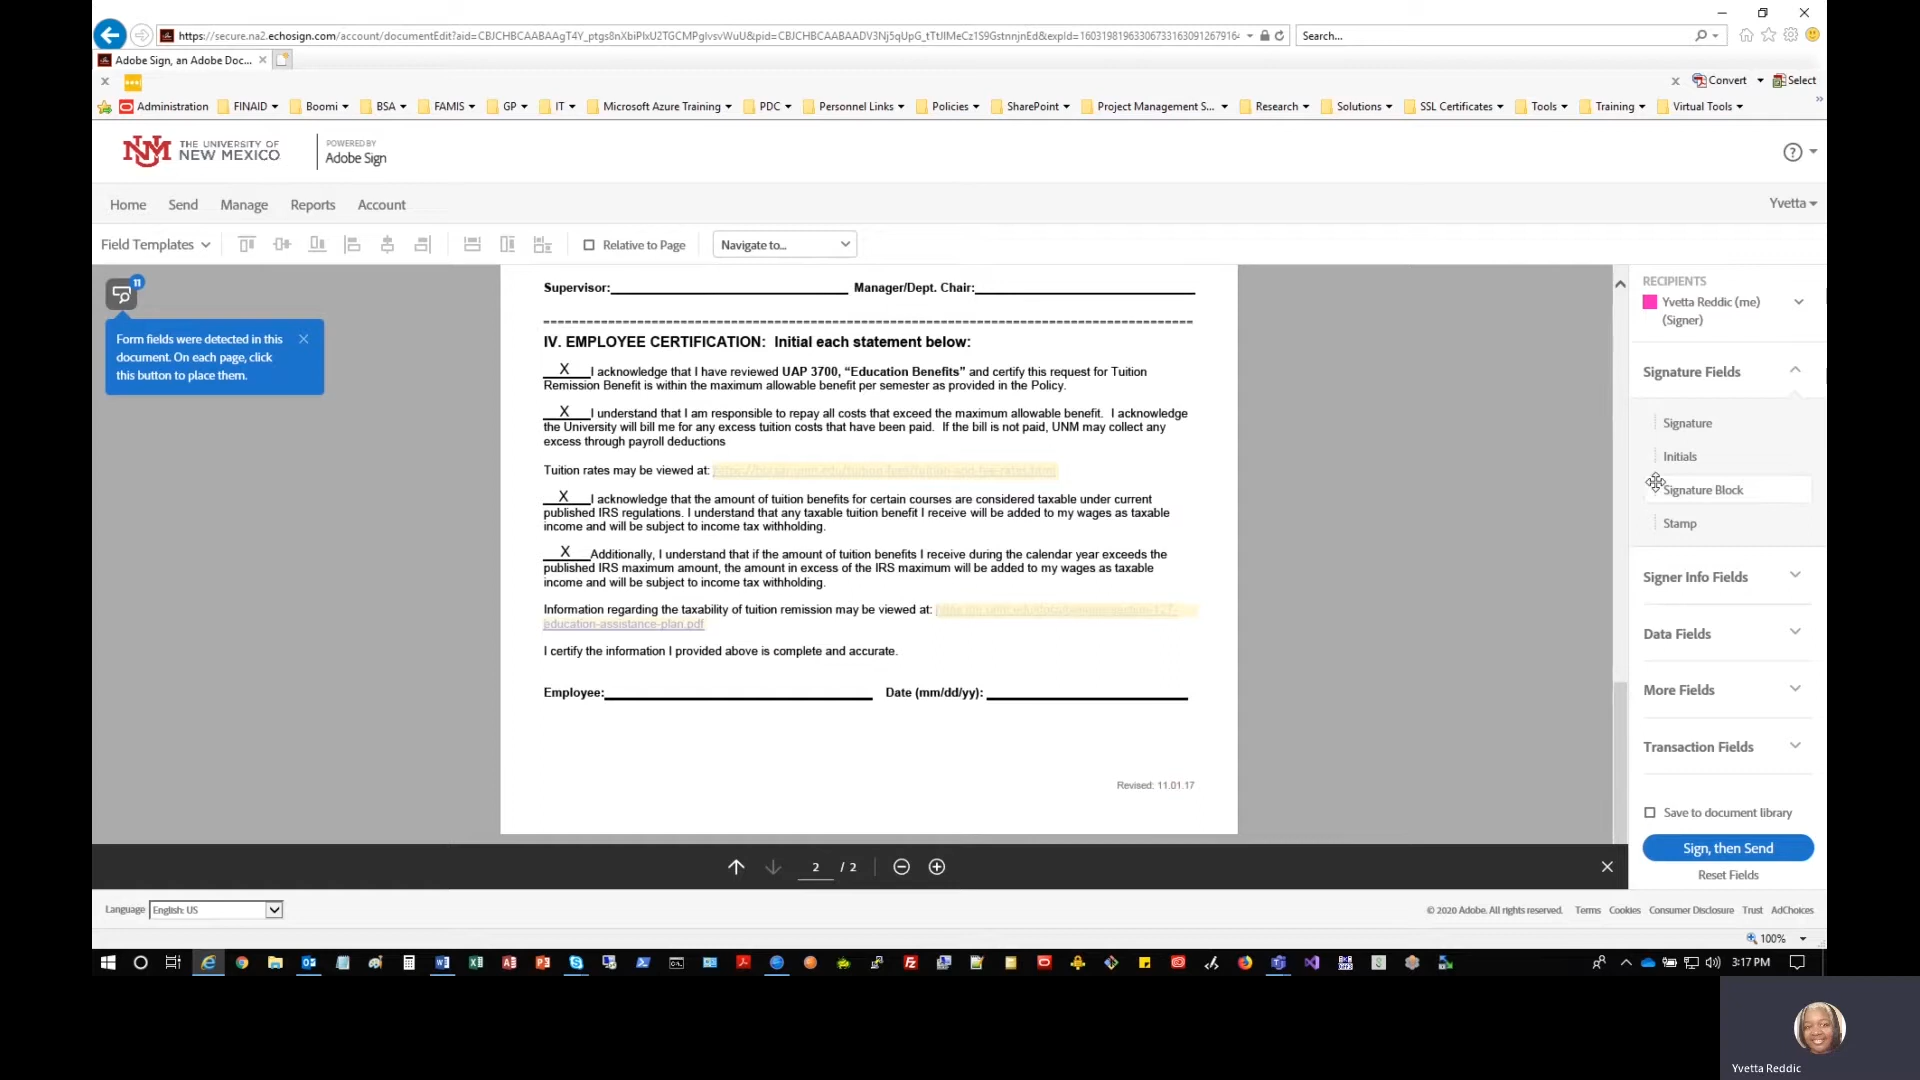 https://secure.na2.echosign.com/account/documentEdit?aid=
Search...
Adobe Sign, an Adobe Doc...
Convert
Select
Administration FINAID Boomi BSA FAMIS GP IT Microsoft Azure Training PDC Personnel Links Policies SharePoint Project Management S... Research Solutions SSL Certificates Tools Training Virtual Tools
NM THE UNIVERSITY OF
NEW MEXICO
POWERED BY
Adobe Sign
Home Send Manage Reports Account
Yvetta
Field Templates
Relative to Page
Navigate to...
11
Form fields were detected in this
document. On each page, click
this button to place them.
Supervisor: Manager/Dept. Chair:
IV. EMPLOYEE CERTIFICATION: Initial each statement below:
X I acknowledge that I have reviewed UAP 3700, “Education Benefits” and certify this request for Tuition
Remission Benefit is within the maximum allowable benefit per semester as provided in the Policy.
X I understand that I am responsible to repay all costs that exceed the maximum allowable benefit. I acknowledge
the University will bill me for any excess tuition costs that have been paid. If the bill is not paid, UNM may collect any
excess through payroll deductions
Tuition rates may be viewed at:
X I acknowledge that the amount of tuition benefits for certain courses are considered taxable under current
published IRS regulations. I understand that any taxable tuition benefit I receive will be added to my wages as taxable
income and will be subject to income tax withholding.
X Additionally, I understand that if the amount of tuition benefits I receive during the calendar year exceeds the
published IRS maximum amount, the amount in excess of the IRS maximum will be added to my wages as taxable
income and will be subject to income tax withholding.
Information regarding the taxability of tuition remission may be viewed at:
education-assistance-plan.pdf
I certify the information I provided above is complete and accurate.
Employee: Date (mm/dd/yy):
Revised: 11.01.17
RECIPIENTS
Yvetta Reddic (me)
(Signer)
Signature Fields
Signature
Initials
Signature Block
Stamp
Signer Info Fields
Data Fields
More Fields
Transaction Fields
Save to document library
Sign, then Send
Reset Fields
2 / 2
Language English: US
© 2020 Adobe. All rights reserved. Terms Cookies Consumer Disclosure Trust AdChoices
100%
3:17 PM
Yvetta Reddic